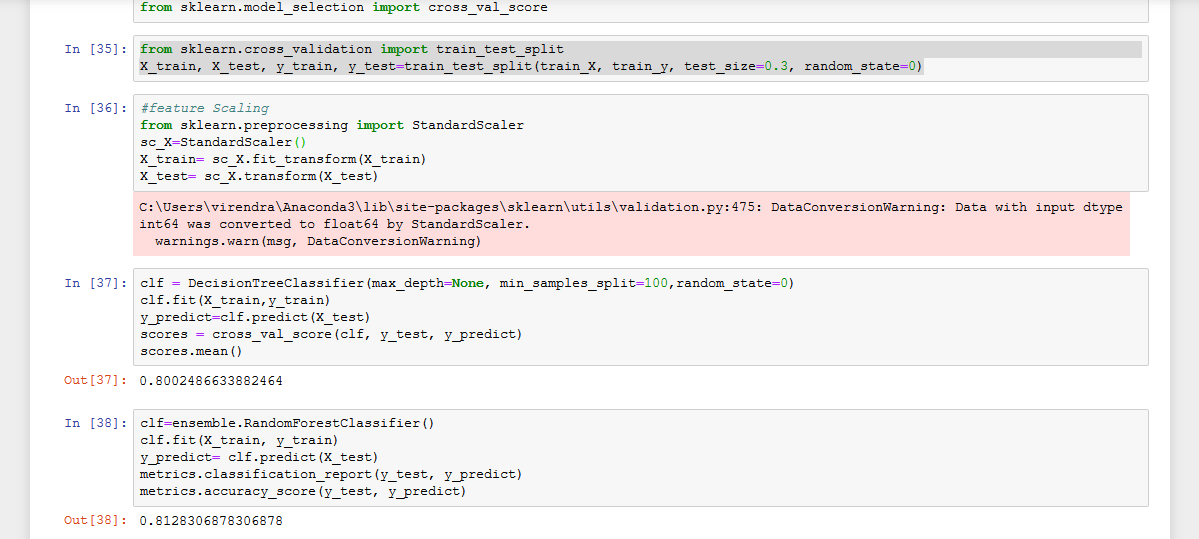 from sklearn.model_selection import cross_val_score
In [35]: from sklearn.cross_validation import train_test_split
X_train, X_test, y_train, y_test=train_test_split(train_X, train_y, test_size=0.3, random_state=0)
In [36]: #feature Scaling
from sklearn.preprocessing import StandardScaler
sc_X=StandardScaler()
X_train= sc_X.fit_transform(X_train)
X_test= sc_X.transform(X_test)
C:\Users\virendra\Anaconda3\lib\site-packages\sklearn\utils\validation.py:475: DataConversionWarning: Data with input dtype
int64 was converted to float64 by StandardScaler.
  warnings.warn(msg, DataConversionWarning)
In [37]: clf = DecisionTreeClassifier(max_depth=None, min_samples_split=100,random_state=0)
clf.fit(X_train,y_train)
y_predict=clf.predict(X_test)
scores = cross_val_score(clf, y_test, y_predict)
scores.mean()
Out[37]: 0.8002486633882464
In [38]: clf=ensemble.RandomForestClassifier()
clf.fit(X_train, y_train)
y_predict= clf.predict(X_test)
metrics.classification_report(y_test, y_predict)
metrics.accuracy_score(y_test, y_predict)
Out[38]: 0.8128306878306878